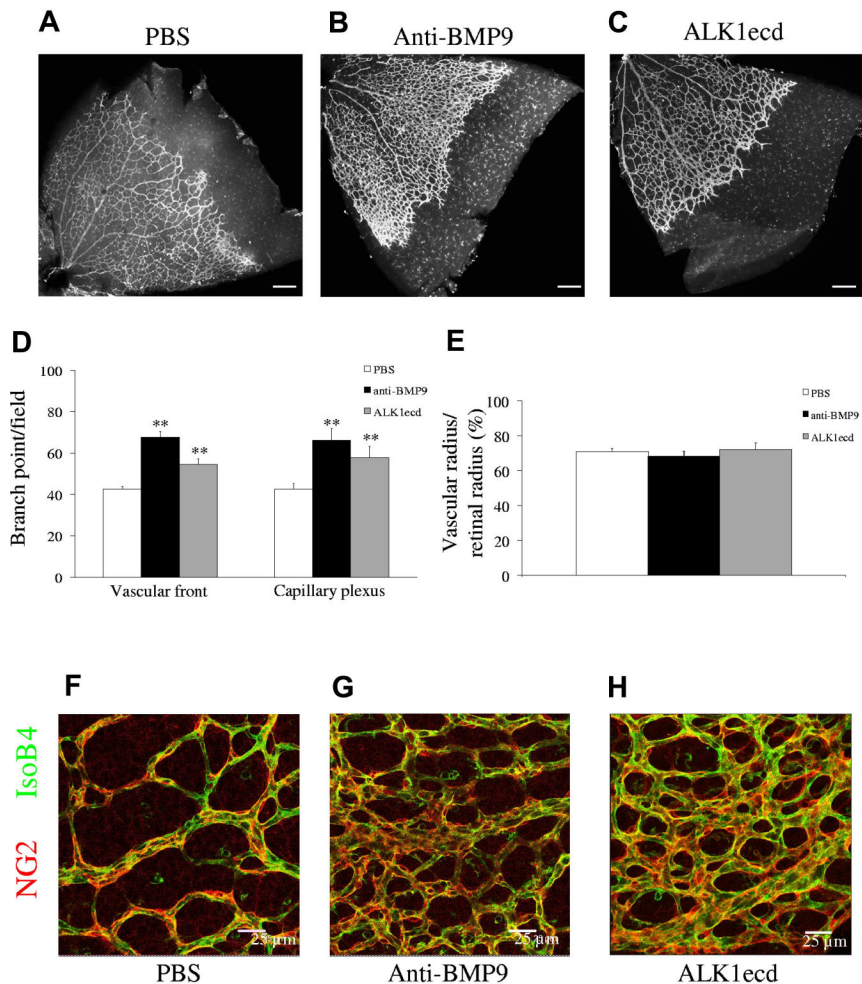 A
PBS
B
Anti-BMP9
C
ALK1ecd
D
Branch point/field
100
80
60
40
20
0
**
**
**
**
Vascular front
Capillary plexus
PBS
anti-BMP9
ALK1ecd
E
Vascular radius/
retinal radius (%)
100
80
60
40
20
0
PBS
anti-BMP9
ALK1ecd
NG2 IsoB4
F
25 µm
PBS
G
25 µm
Anti-BMP9
H
25 µm
ALK1ecd